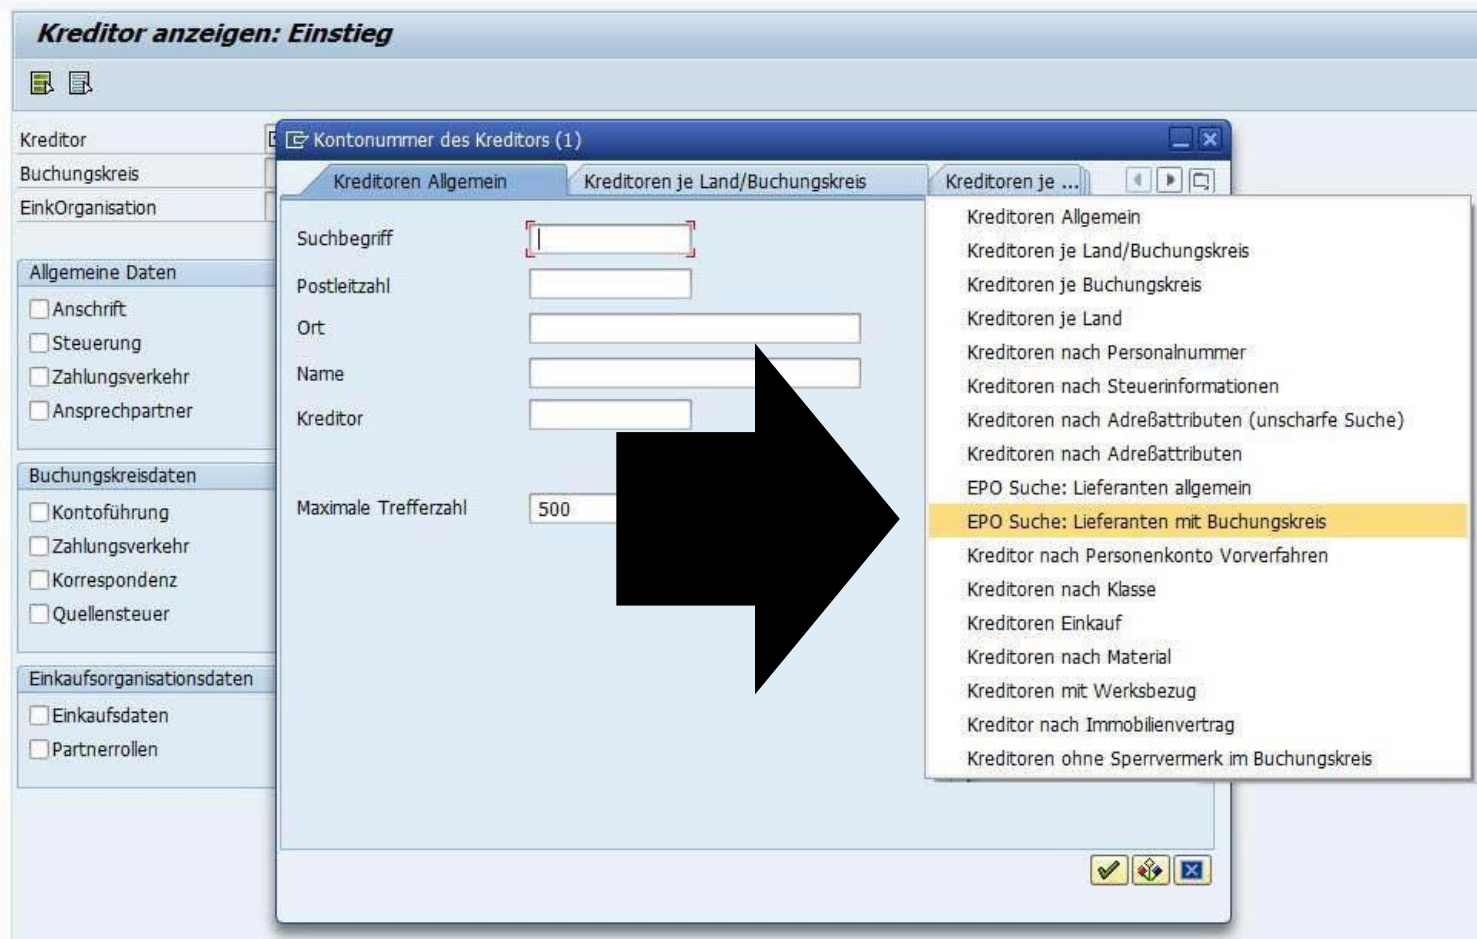 Kreditor anzeigen: Einstieg
Kreditor
Buchungskreis
EinkOrganisation
Allgemeine Daten
Anschrift
Steuerung
Zahlungsverkehr
Ansprechpartner
Buchungskreisdaten
Kontoführung
Zahlungsverkehr
Korrespondenz
Quellensteuer
Einkaufsorganisationsdaten
Einkaufsdaten
Partnerrollen
Kontonummer des Kreditors (1)
Kreditoren Allgemein
Kreditoren je Land/Buchungskreis
Kreditoren je ...
Suchbegriff
Postleitzahl
Ort
Name
Kreditor
Maximale Trefferzahl 500
Kreditoren Allgemein
Kreditoren je Land/Buchungskreis
Kreditoren je Buchungskreis
Kreditoren je Land
Kreditoren nach Personalnummer
Kreditoren nach Steuerinformationen
Kreditoren nach Adreßattributen (unscharfe Suche)
Kreditoren nach Adreßattributen
EPO Suche: Lieferanten allgemein
EPO Suche: Lieferanten mit Buchungskreis
Kreditor nach Personenkonto Vorverfahren
Kreditoren nach Klasse
Kreditoren Einkauf
Kreditoren nach Material
Kreditoren mit Werksbezug
Kreditor nach Immobilienvertrag
Kreditoren ohne Sperrvermerk im Buchungskreis